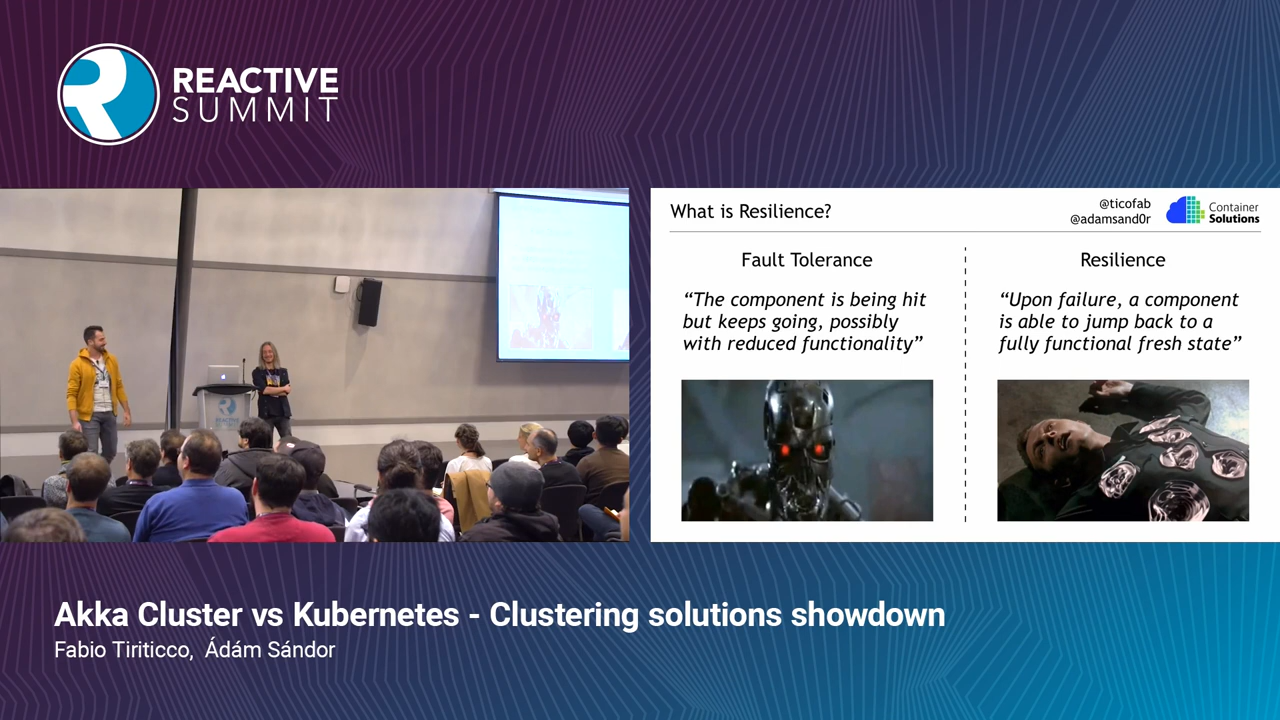 REACTIVE
SUMMIT
What is Resilience?
@ticofab
@adamsand0r
Container
Solutions
Fault Tolerance
Resilience
“The component is being hit
but keeps going, possibly
with reduced functionality”
“Upon failure, a component
is able to jump back to a
fully functional fresh state”
REACTIVE
Akka Cluster vs Kubernetes - Clustering solutions showdown
Fabio Tiriticco, Ádám Sándor